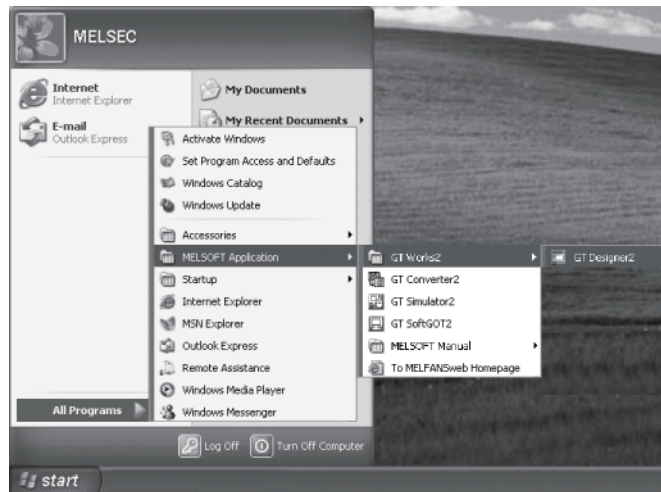 MELSEC
Internet
Internet Explorer
E-mail
Outlook Express
My Documents
My Recent Documents
Activate Windows
Set Program Access and Defaults
Windows Catalog
Windows Update
Accessories
MELSOFT Application
Startup
Internet Explorer
MSN Explorer
Outlook Express
Remote Assistance
Windows Media Player
Windows Messenger
GT Works2
GT Converter2
GT Simulator2
GT SoftGOT2
MELSOFT Manual
To MELFANSweb Homepage
GT Designer2
All Programs
Log Off
Turn Off Computer
start